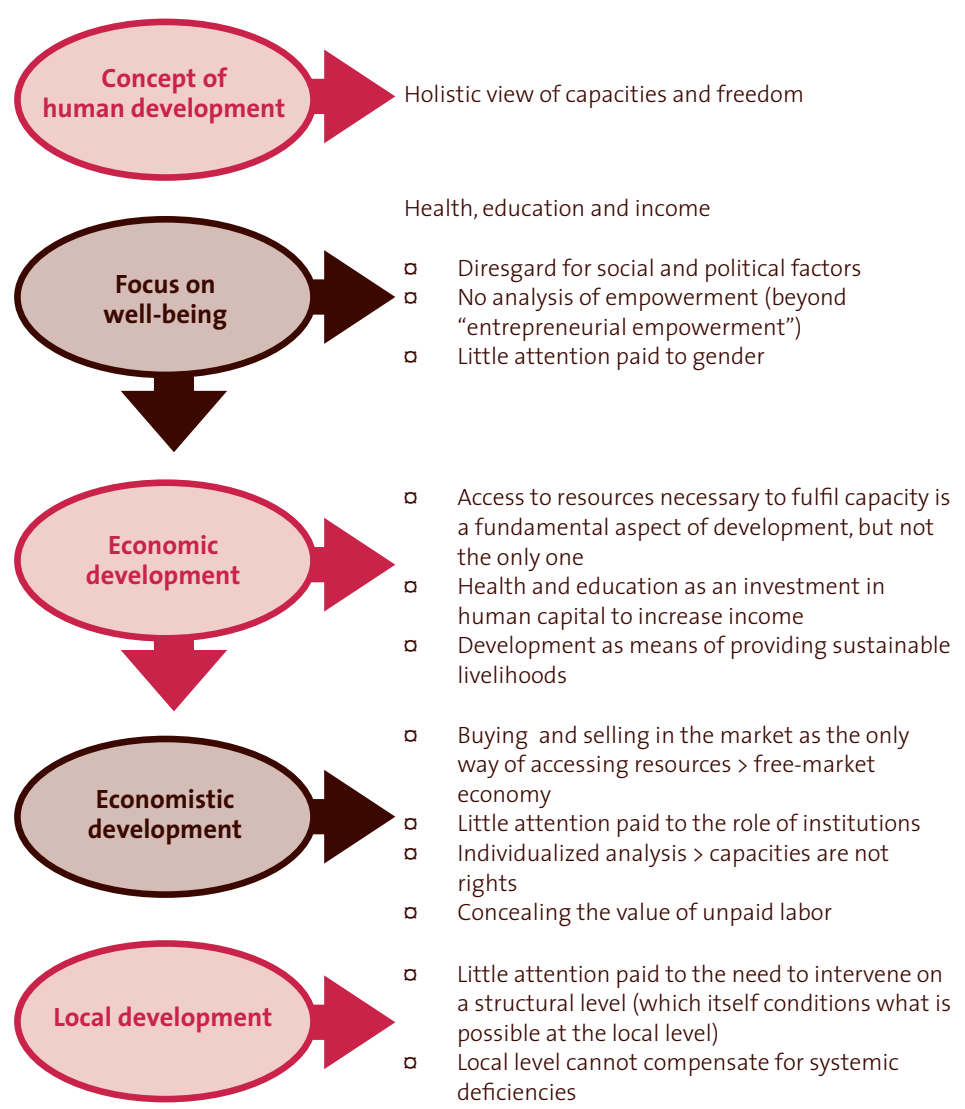 Concept of
human development
Holistic view of capacities and freedom
Health, education and income
Focus on
well-being
¤ Diresgard for social and political factors
¤ No analysis of empowerment (beyond
“entrepreneurial empowerment”)
¤ Little attention paid to gender
Economic
development
¤ Access to resources necessary to fulfil capacity is
a fundamental aspect of development, but not
the only one
¤ Health and education as an investment in
human capital to increase income
¤ Development as means of providing sustainable
livelihoods
Economistic
development
¤ Buying  and selling in the market as the only
way of accessing resources > free-market
economy
¤ Little attention paid to the role of institutions
¤ Individualized analysis > capacities are not
rights
¤ Concealing the value of unpaid labor
Local development
¤ Little attention paid to the need to intervene on
a structural level (which itself conditions what is
possible at the local level)
¤ Local level cannot compensate for systemic
deficiencies